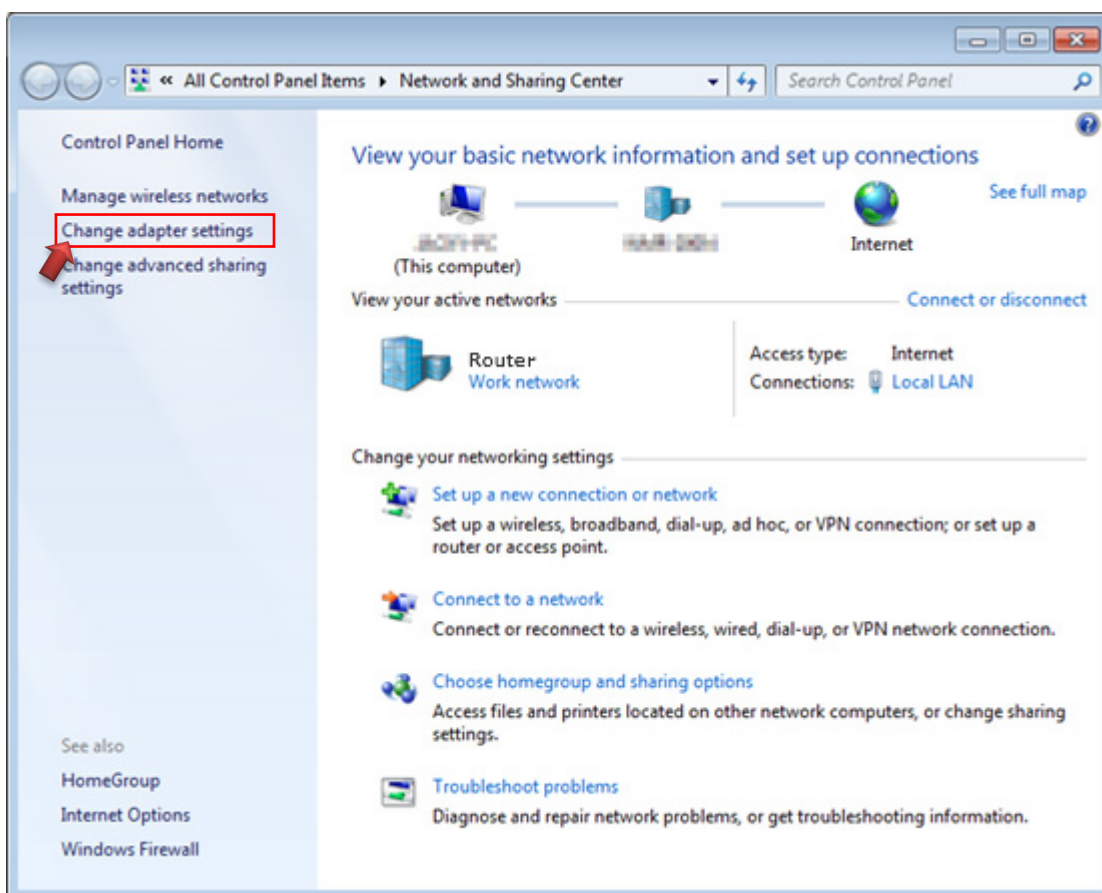 « All Control Panel Items ▸ Network and Sharing Center
Search Control Panel
Control Panel Home
Manage wireless networks
Change adapter settings
Change advanced sharing
settings
See also
HomeGroup
Internet Options
Windows Firewall
View your basic network information and set up connections
See full map
(This computer)
Internet
View your active networks
Connect or disconnect
Router
Work network
Access type: Internet
Connections: Local LAN
Change your networking settings
Set up a new connection or network
Set up a wireless, broadband, dial-up, ad hoc, or VPN connection; or set up a
router or access point.
Connect to a network
Connect or reconnect to a wireless, wired, dial-up, or VPN network connection.
Choose homegroup and sharing options
Access files and printers located on other network computers, or change sharing
settings.
Troubleshoot problems
Diagnose and repair network problems, or get troubleshooting information.